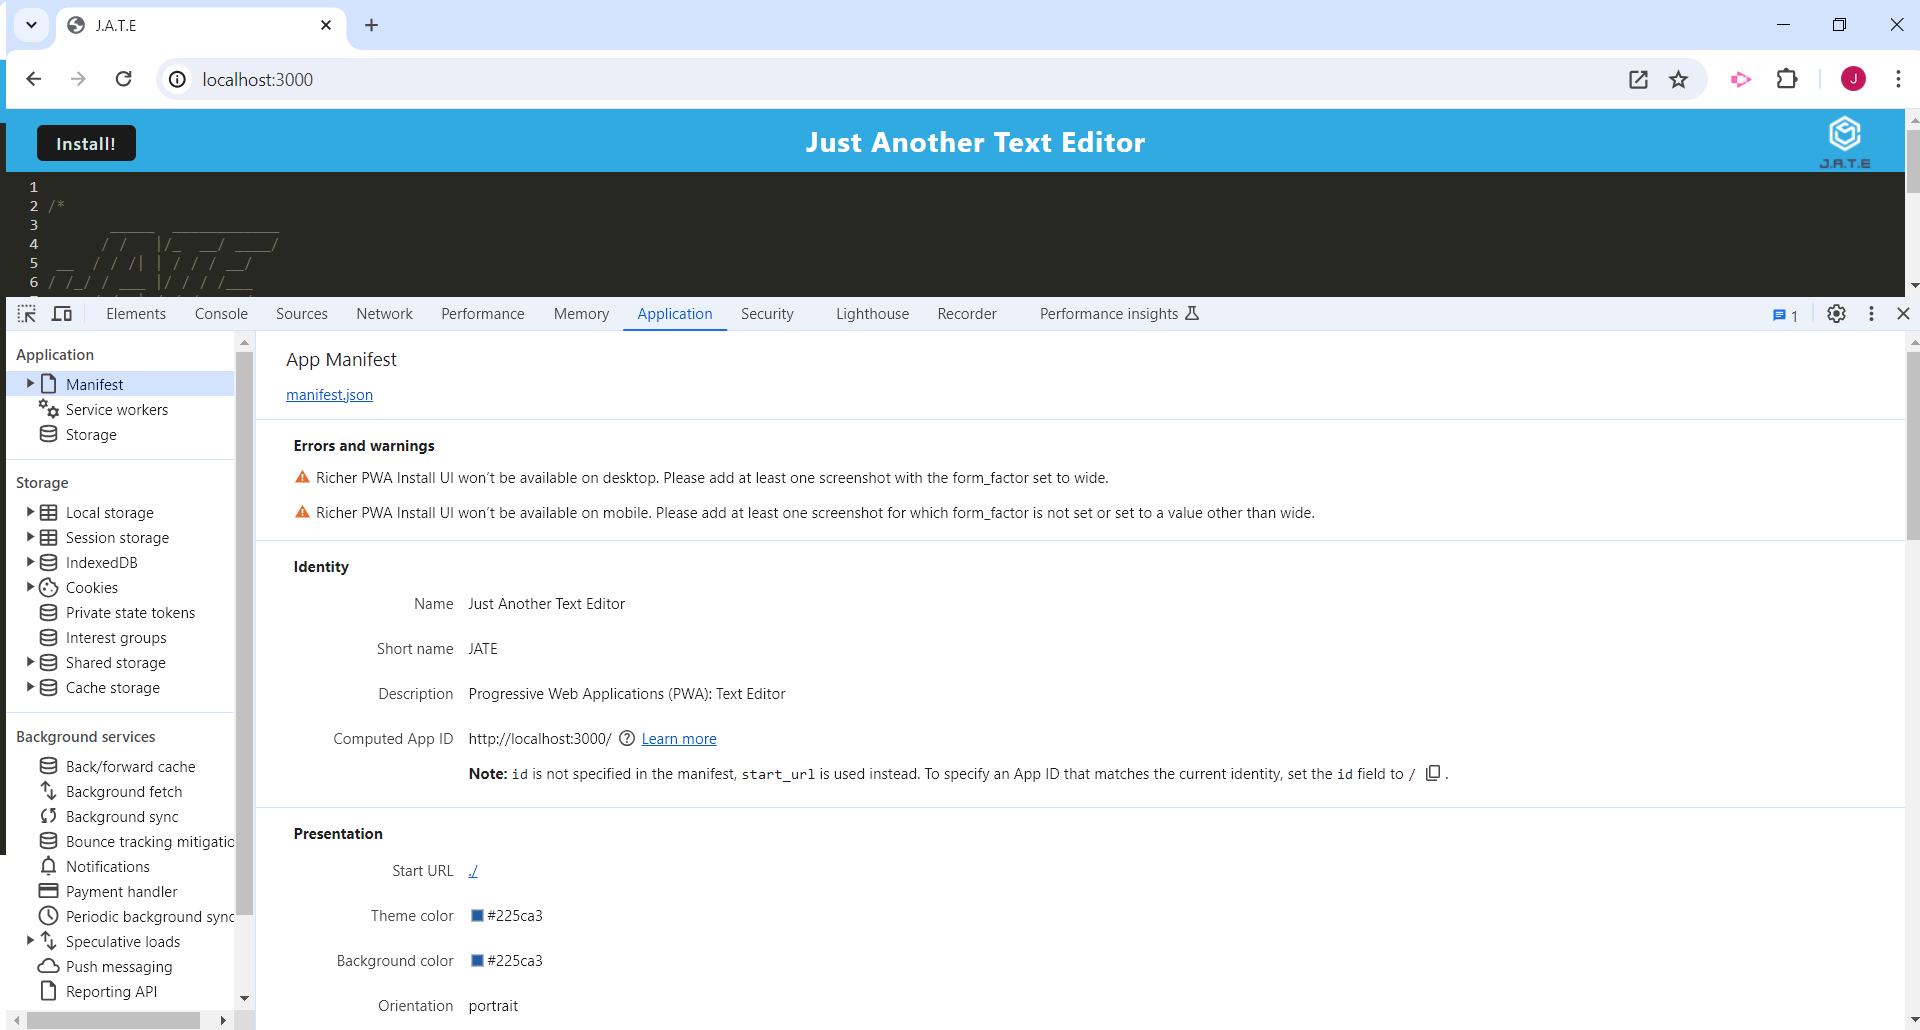 J.A.T.E
localhost:3000
J
Install!
Just Another Text Editor
J.A.T.E
1
2 /*
3 _____ ____________
4 / / |/_ __/ ____/
5 __ / / /| | / / / __/
6 / /_/ / ___ |/ / / /___
Elements Console Sources Network Performance Memory Application Security Lighthouse Recorder Performance insights 1
Application
Manifest
Service workers
Storage
Storage
Local storage
Session storage
IndexedDB
Cookies
Private state tokens
Interest groups
Shared storage
Cache storage
Background services
Back/forward cache
Background fetch
Background sync
Bounce tracking mitigatio
Notifications
Payment handler
Periodic background sync
Speculative loads
Push messaging
Reporting API
App Manifest
manifest.json
Errors and warnings
Richer PWA Install UI won’t be available on desktop. Please add at least one screenshot with the form_factor set to wide.
Richer PWA Install UI won’t be available on mobile. Please add at least one screenshot for which form_factor is not set or set to a value other than wide.
Identity
Name Just Another Text Editor
Short name JATE
Description Progressive Web Applications (PWA): Text Editor
Computed App ID http://localhost:3000/ Learn more
Note: id is not specified in the manifest, start_url is used instead. To specify an App ID that matches the current identity, set the id field to / .
Presentation
Start URL ./
Theme color #225ca3
Background color #225ca3
Orientation portrait